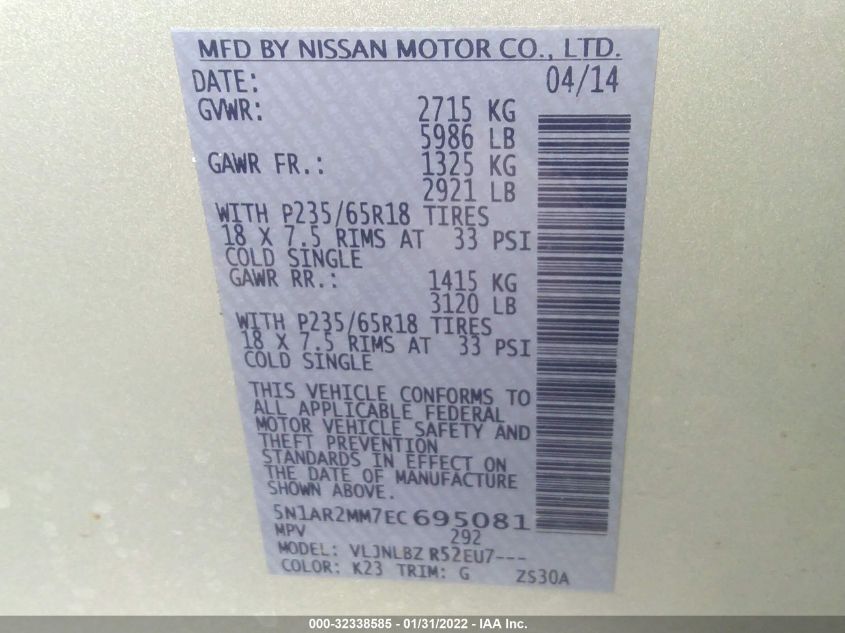 MFD BY NISSAN MOTOR CO., LTD.
DATE: 04/14
GVWR: 2715 KG
5986 LB
GAWR FR.: 1325 KG
2921 LB
WITH P235/65R18 TIRES
18 X 7.5 RIMS AT 33 PSI
COLD SINGLE
GAWR RR.: 1415 KG
3120 LB
WITH P235/65R18 TIRES
18 X 7.5 RIMS AT 33 PSI
COLD SINGLE
THIS VEHICLE CONFORMS TO
ALL APPLICABLE FEDERAL
MOTOR VEHICLE SAFETY AND
THEFT PREVENTION
STANDARDS IN EFFECT ON
THE DATE OF MANUFACTURE
SHOWN ABOVE.
5N1AR2MM7EC695081
MPV 292
MODEL: VLJNLBZ R52EU7---
COLOR: K23 TRIM: G ZS30A
000-32338585 - 01/31/2022 - IAA Inc.